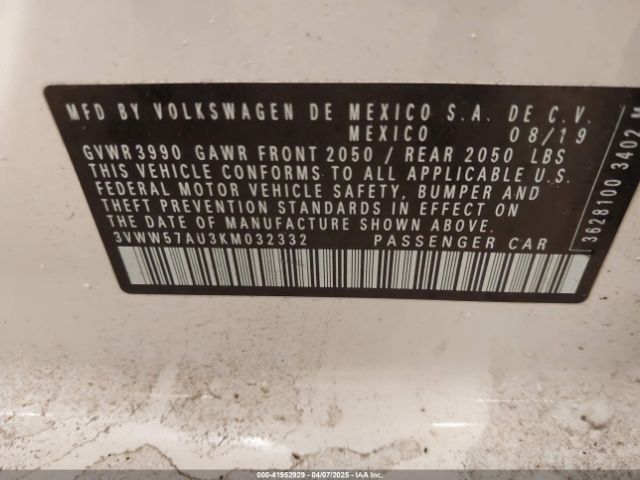 MFD BY VOLKSWAGEN DE MEXICO S.A. DE C.V.
MEXICO 08/19
GVWR 3990 GAWR FRONT 2050 / REAR 2050 LBS
THIS VEHICLE CONFORMS TO ALL APPLICABLE U.S.
FEDERAL MOTOR VEHICLE SAFETY, BUMPER AND
THEFT PREVENTION STANDARDS IN EFFECT ON
THE DATE OF MANUFACTURE SHOWN ABOVE.
3VWW57AU3KM032332 PASSENGER CAR
3628100 3402
000-41952929 - 04/07/2025 - IAAI.COM